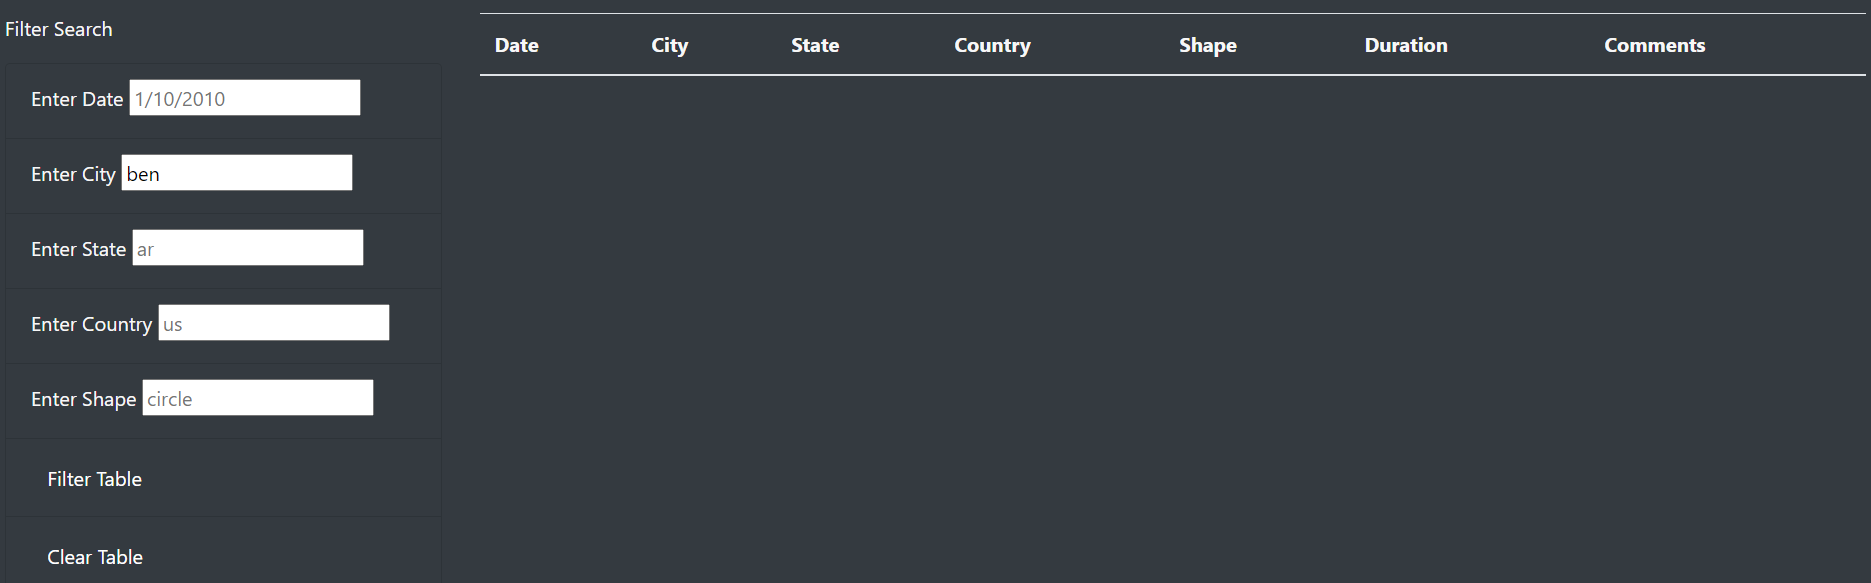 Filter Search
Enter Date 1/10/2010
Enter City ben
Enter State ar
Enter Country us
Enter Shape circle
Filter Table
Clear Table
Date City State Country Shape Duration Comments